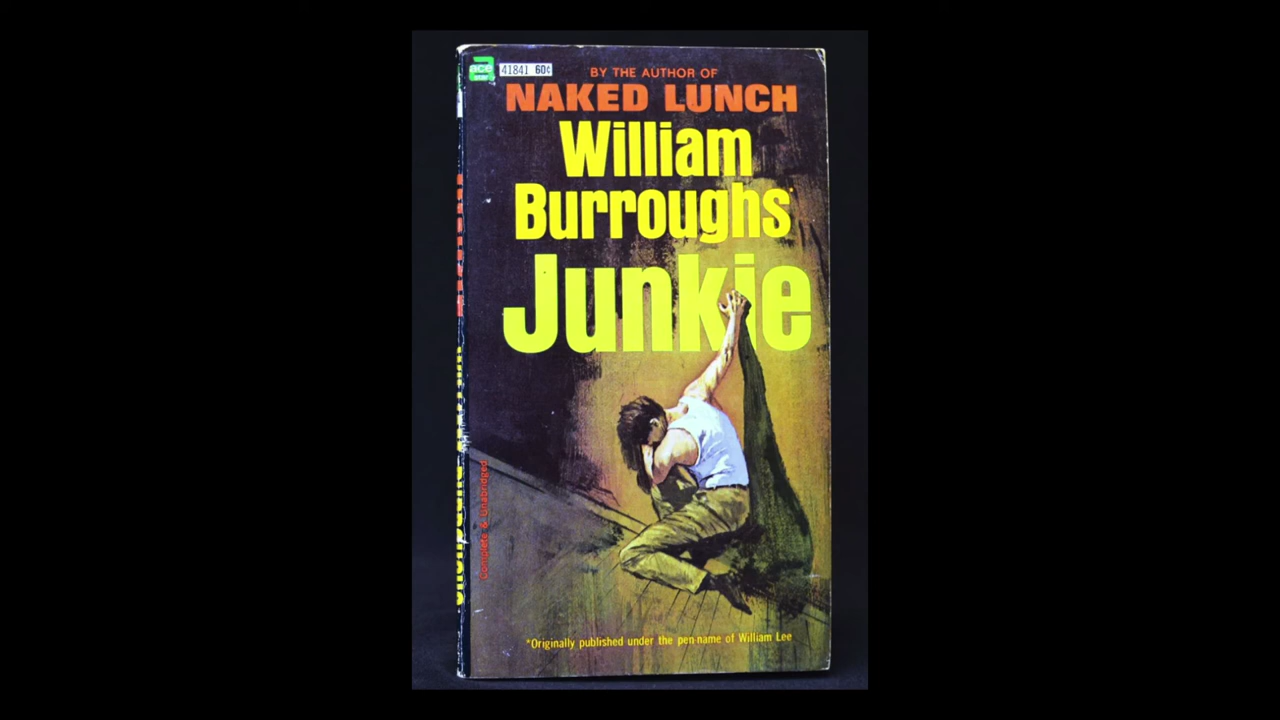 ace
41841 60¢
BY THE AUTHOR OF
NAKED LUNCH
William
Burroughs*
Junkie
Complete & Unabridged
*Originally published under the pen-name of William Lee